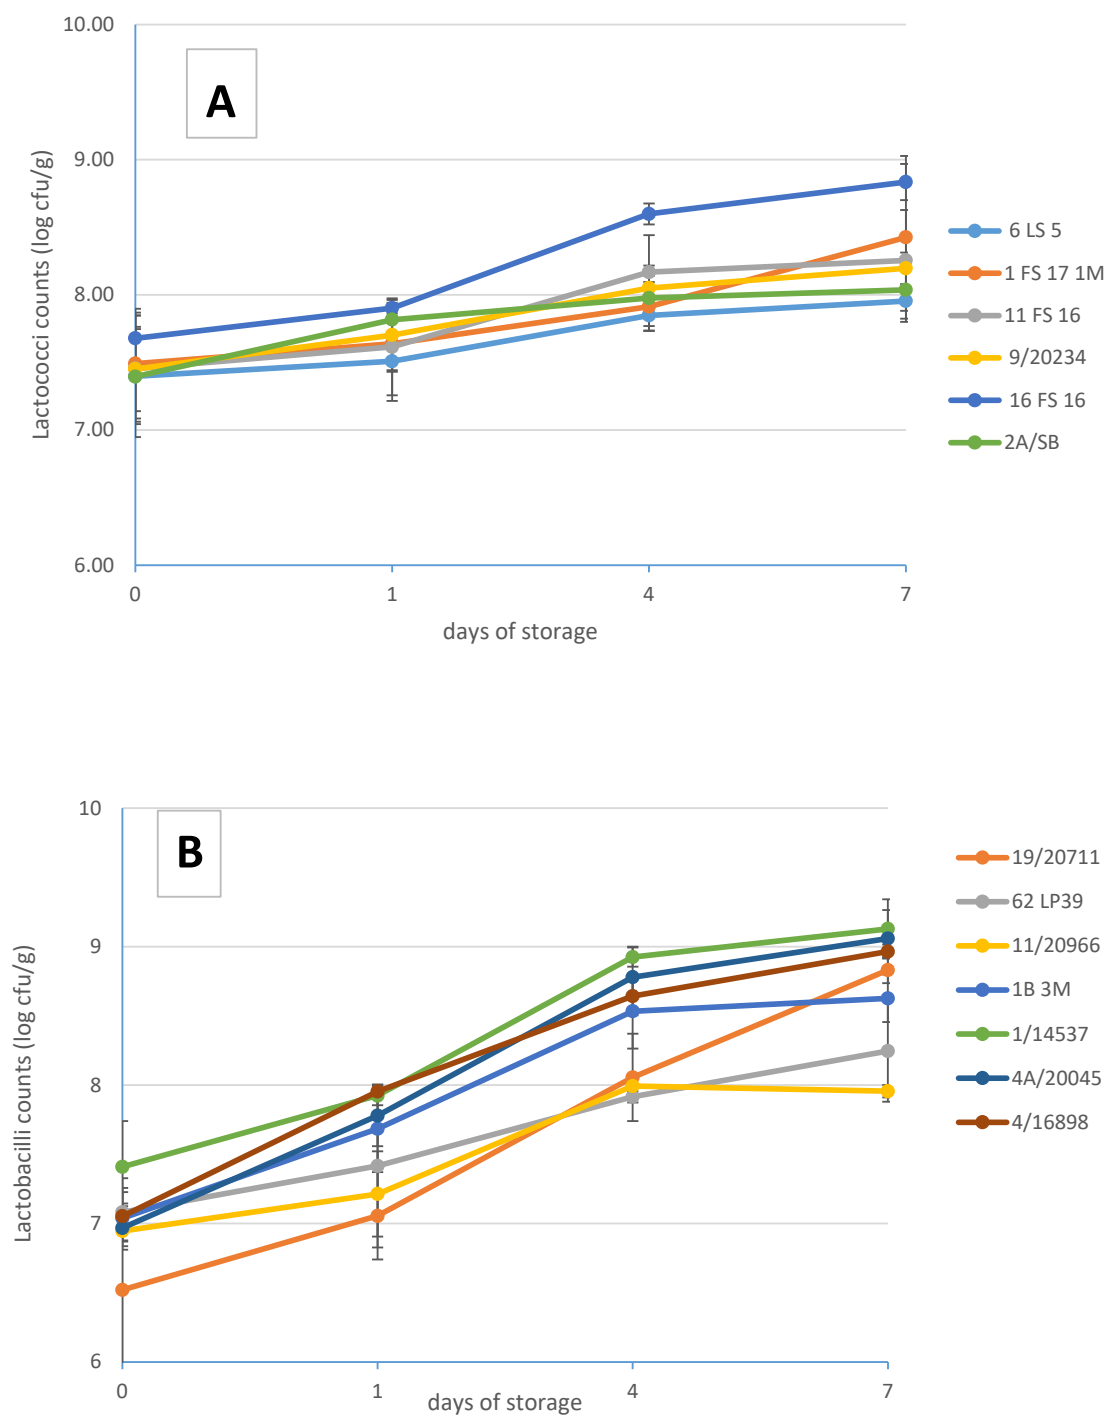 10.00
A
9.00
8.00
7.00
6.00
Lactococci counts (log cfu/g)
0 1 4 7
days of storage
6 LS 5
1 FS 17 1M
11 FS 16
9/20234
16 FS 16
2A/SB
10
B
9
8
7
6
Lactobacilli counts (log cfu/g)
0 1 4 7
days of storage
19/20711
62 LP39
11/20966
1B 3M
1/14537
4A/20045
4/16898